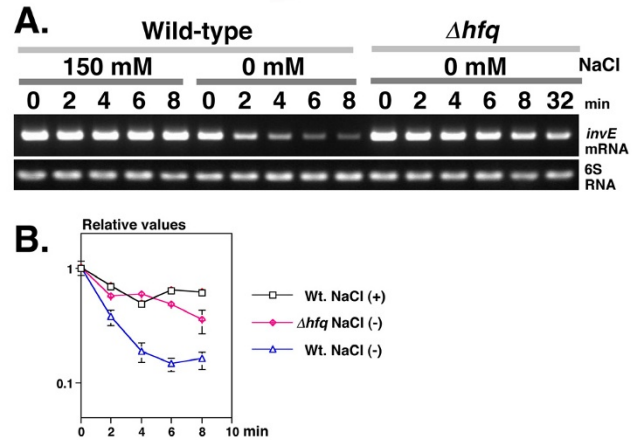 A.
Wild-type Δhfq
150 mM 0 mM 0 mM NaCl
0 2 4 6 8 0 2 4 6 8 0 2 4 6 8 32 min
invE
mRNA
6S
RNA
B.
Relative values
1
0.1
0 2 4 6 8 10 min
Wt. NaCl (+)
Δhfq NaCl (-)
Wt. NaCl (-)